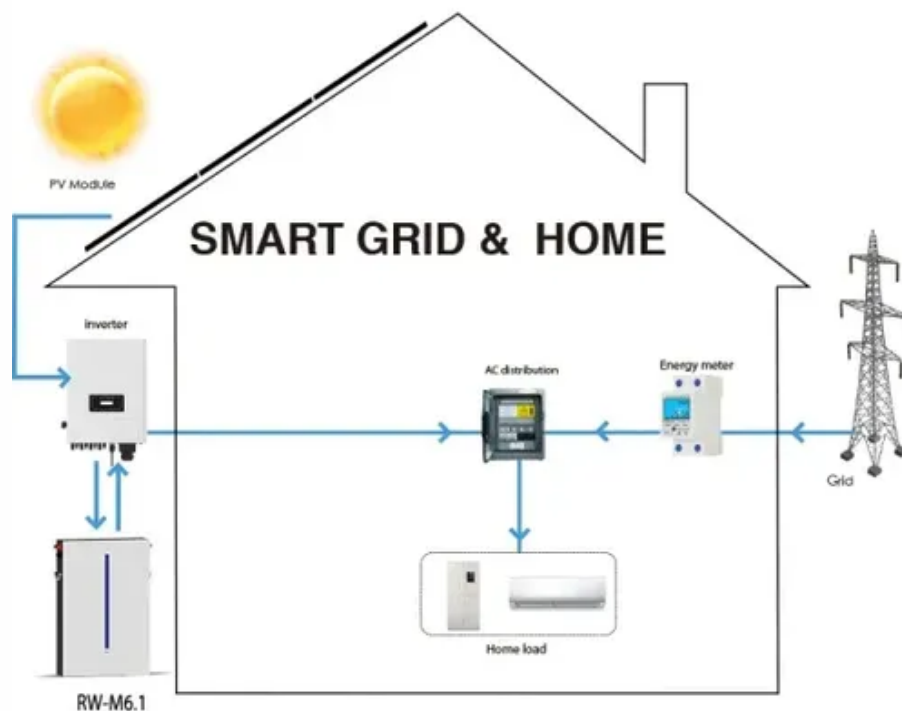 PV Module
SMART GRID & HOME
inverter
AC distribution
Energy meter
Grid
Home load
RW-M6.1